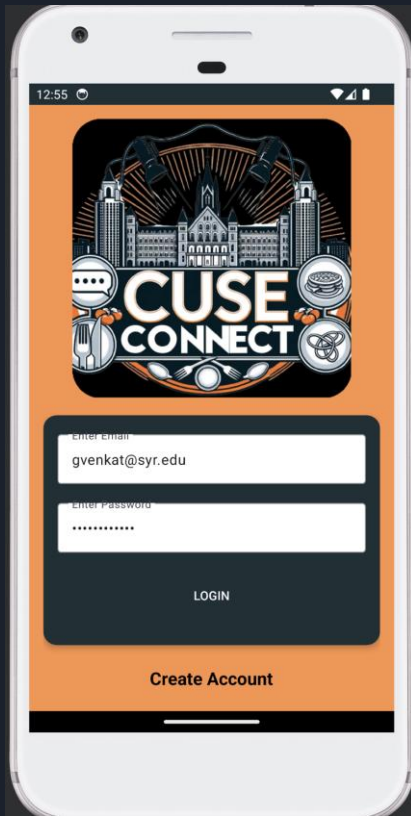 12:55
CUSE
CONNECT
Enter Email
gvenkat@syr.edu
Enter Password
••••••••••••
LOGIN
Create Account